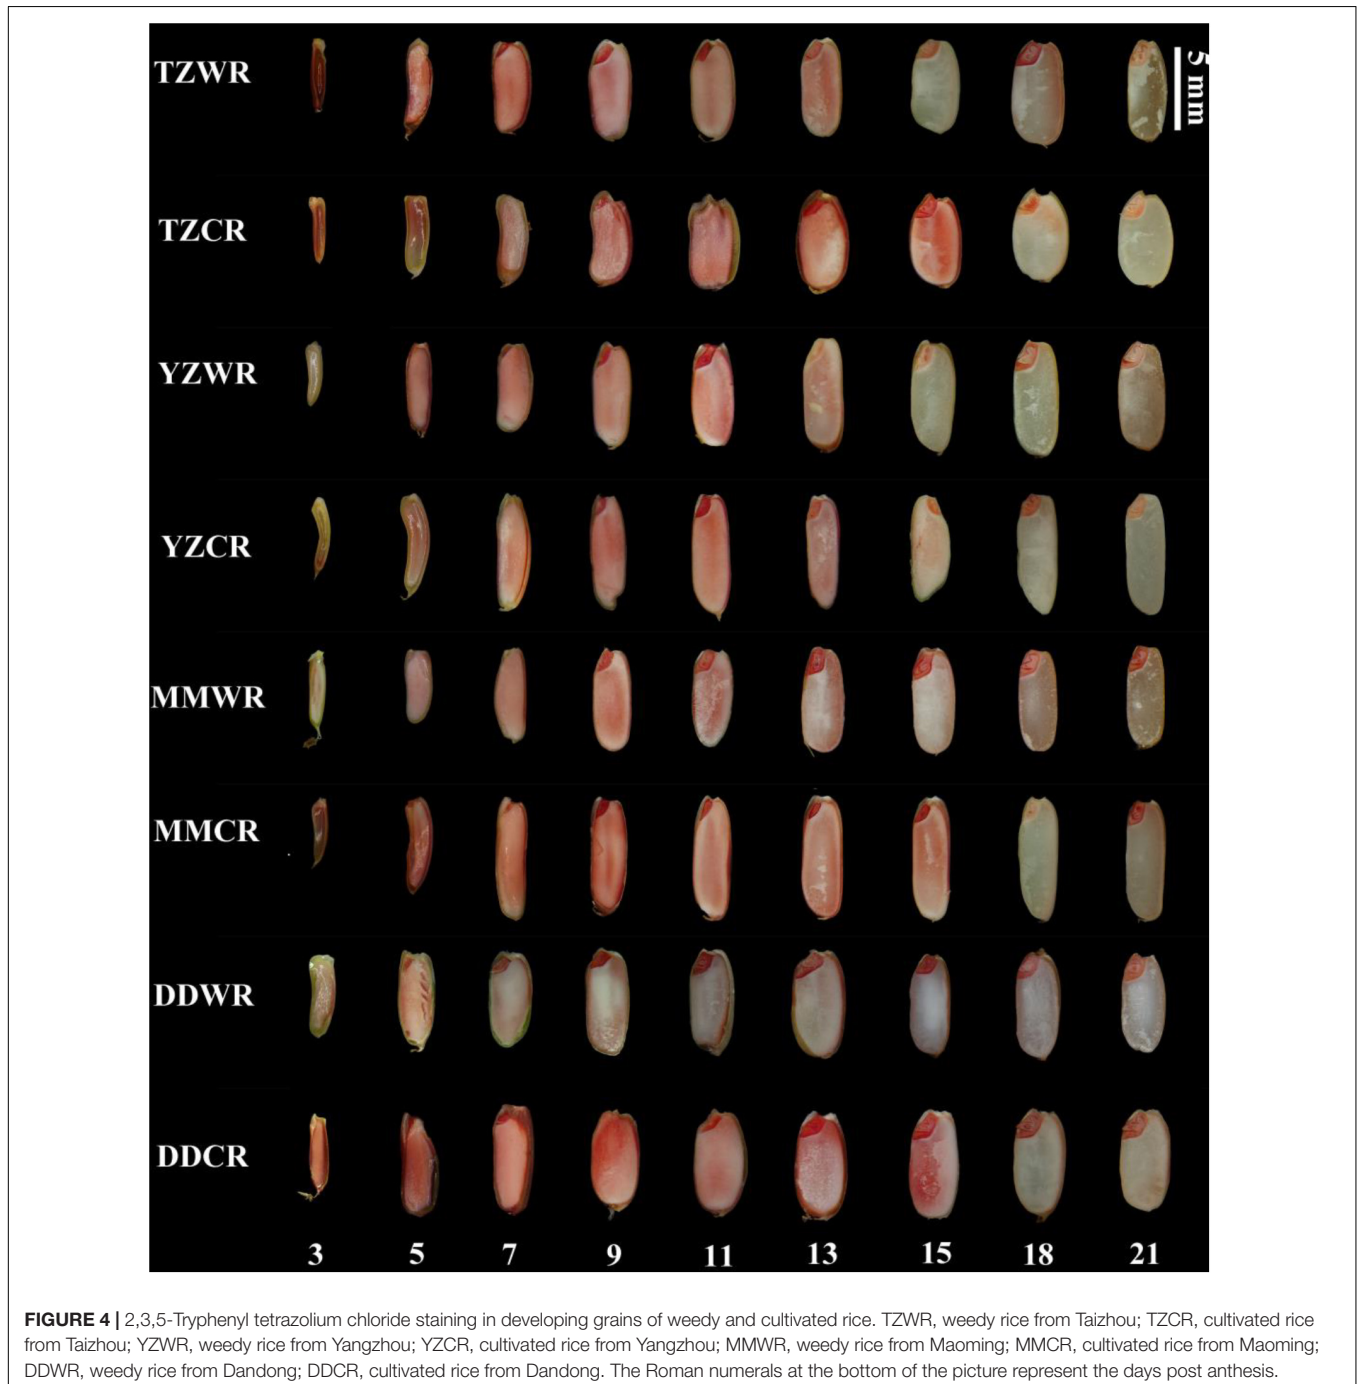 TZWR
5 mm
TZCR
YZWR
YZCR
MMWR
MMCR
DDWR
DDCR
3 5 7 9 11 13 15 18 21
FIGURE 4 | 2,3,5-Tryphenyl tetrazolium chloride staining in developing grains of weedy and cultivated rice. TZWR, weedy rice from Taizhou; TZCR, cultivated rice
from Taizhou; YZWR, weedy rice from Yangzhou; YZCR, cultivated rice from Yangzhou; MMWR, weedy rice from Maoming; MMCR, cultivated rice from Maoming;
DDWR, weedy rice from Dandong; DDCR, cultivated rice from Dandong. The Roman numerals at the bottom of the picture represent the days post anthesis.